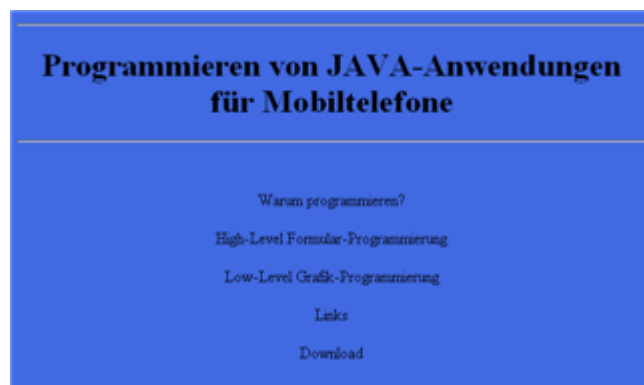 Programmieren von JAVA-Anwendungen
für Mobiltelefone
Warum programmieren?
High-Level Formular-Programmierung
Low-Level Grafik-Programmierung
Links
Download